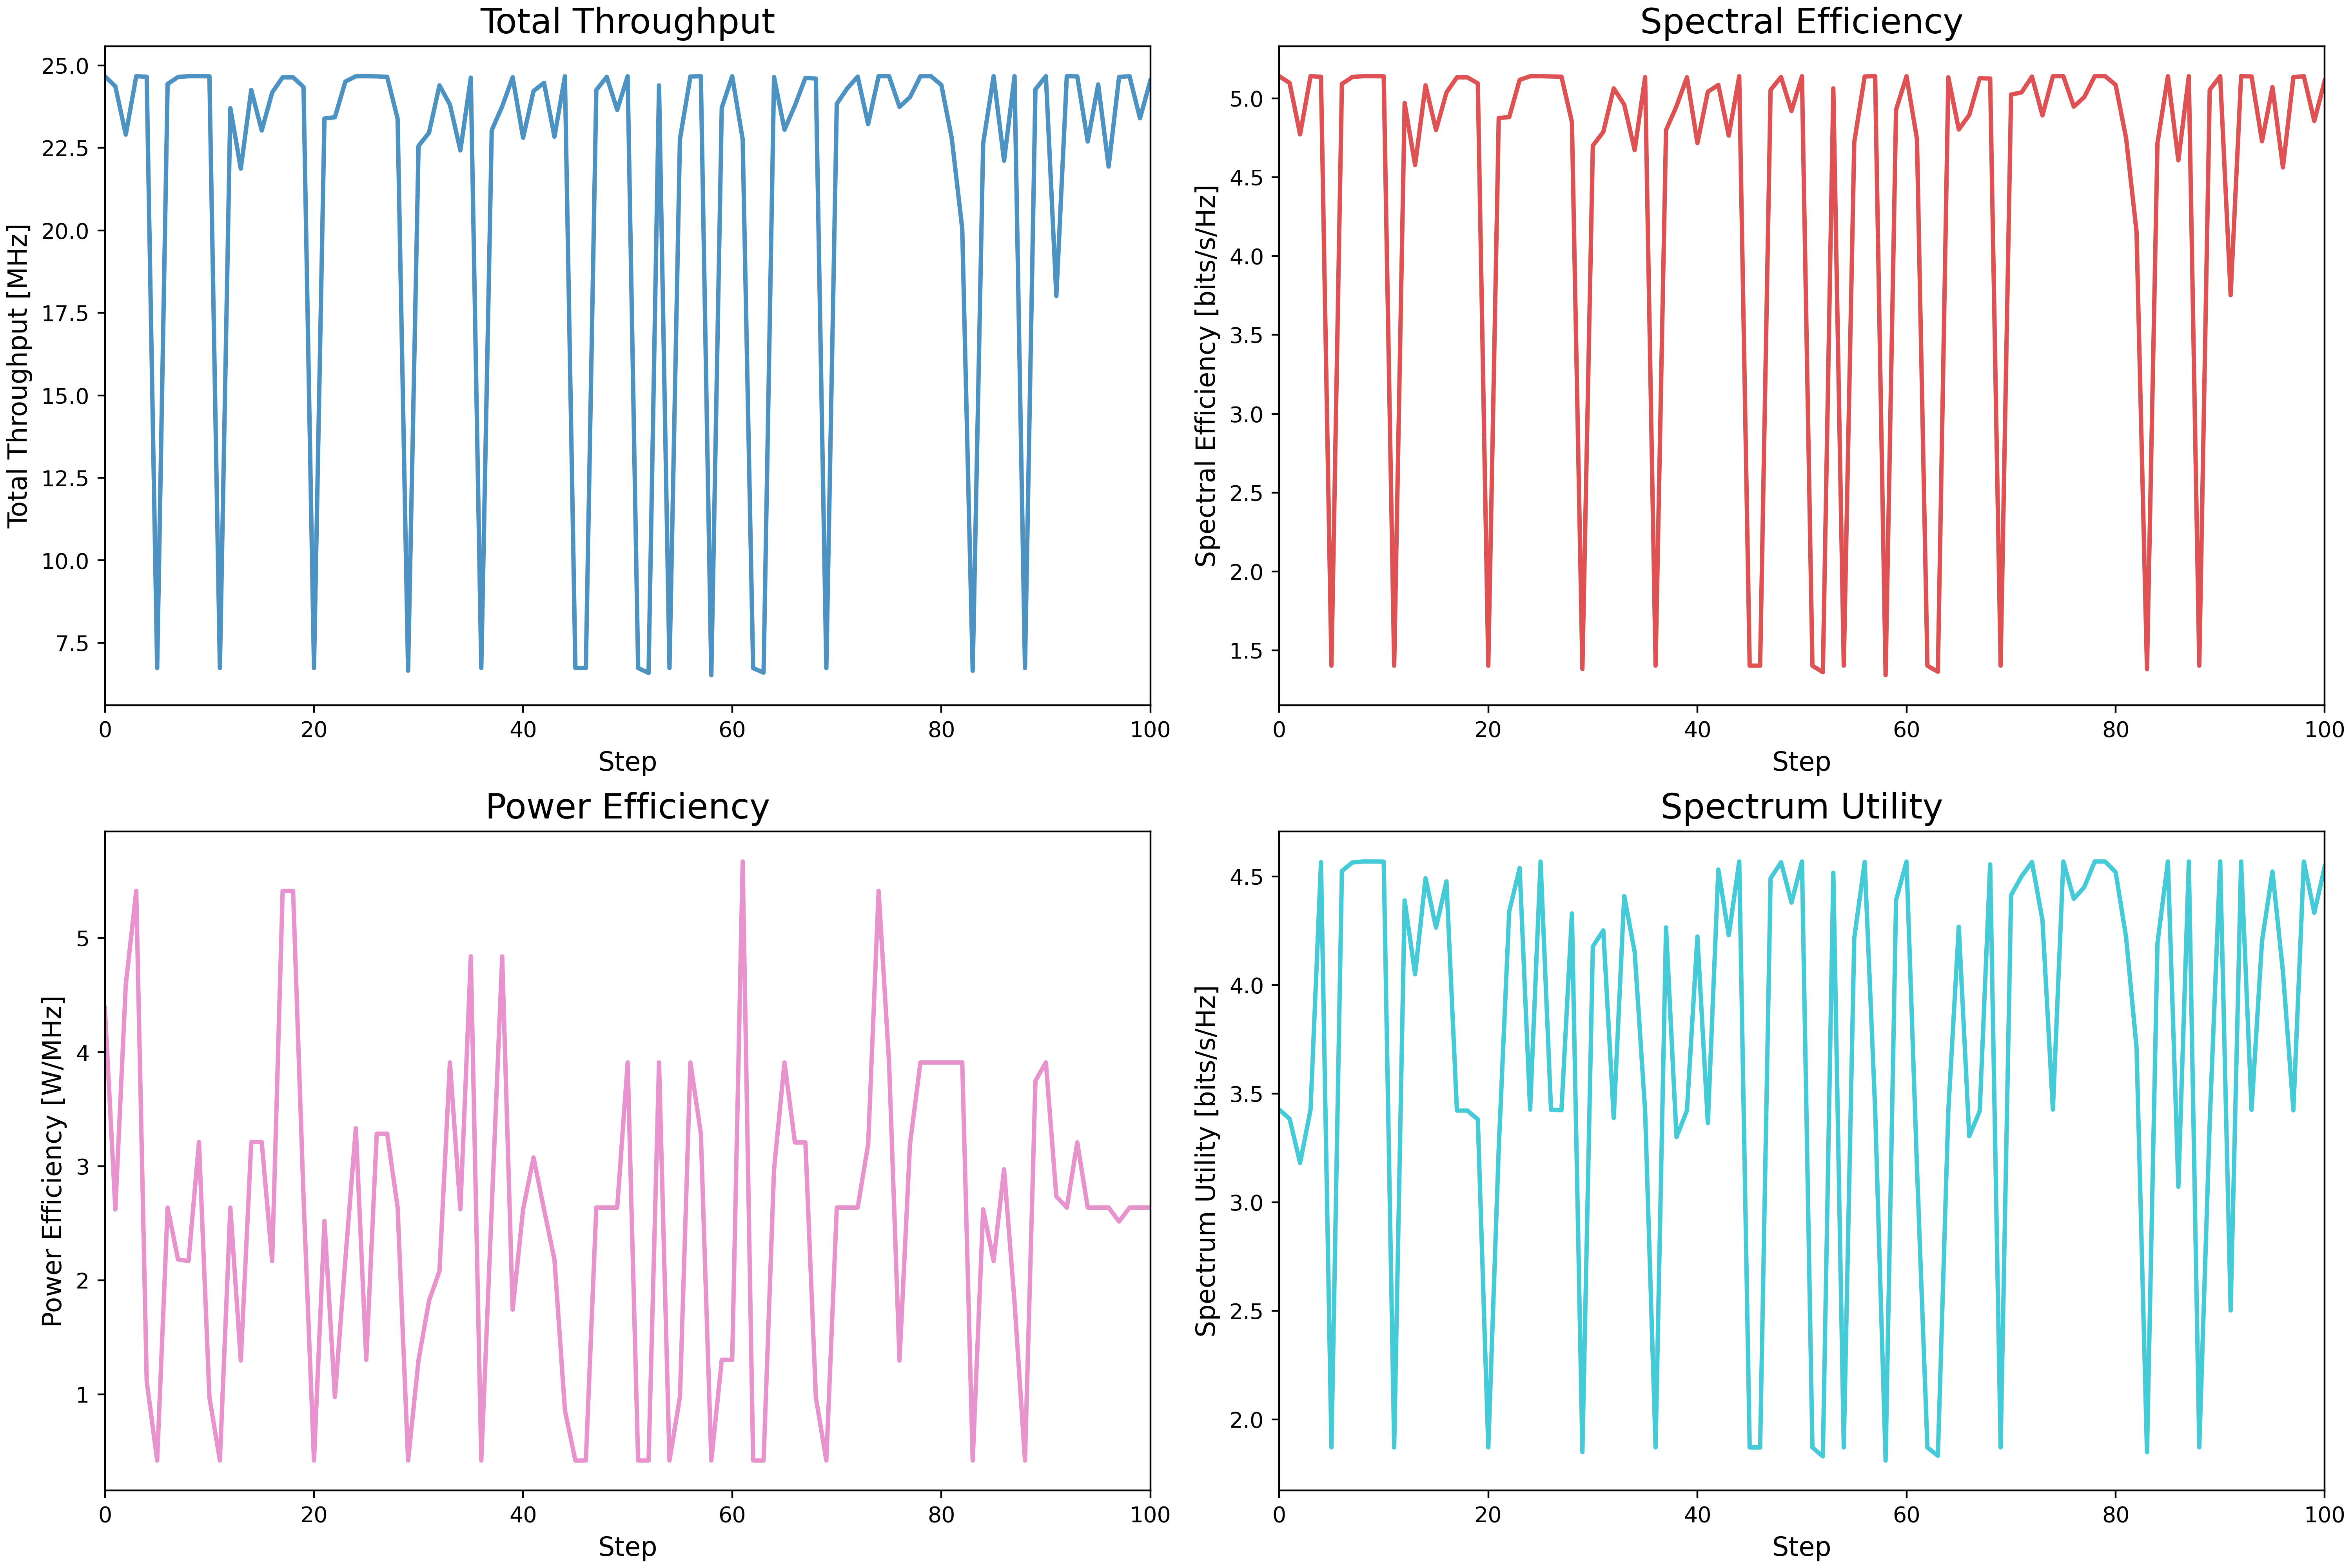 Total Throughput
Total Throughput [MHz]
25.0
22.5
20.0
17.5
15.0
12.5
10.0
7.5
0 20 40 60 80 100
Step
Spectral Efficiency
Spectral Efficiency [bits/s/Hz]
5.0
4.5
4.0
3.5
3.0
2.5
2.0
1.5
0 20 40 60 80 100
Step
Power Efficiency
Power Efficiency [W/MHz]
5
4
3
2
1
0 20 40 60 80 100
Step
Spectrum Utility
Spectrum Utility [bits/s/Hz]
4.5
4.0
3.5
3.0
2.5
2.0
0 20 40 60 80 100
Step